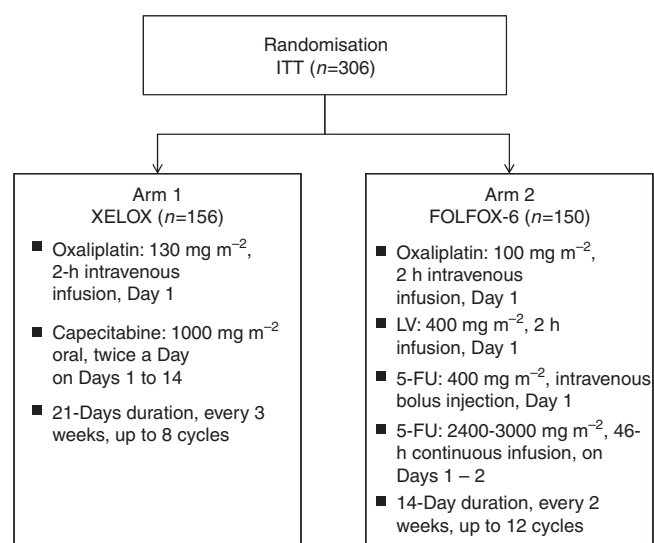 Randomisation
ITT (n=306)
Arm 1
XELOX (n=156)
■ Oxaliplatin: 130 mg m⁻²,
2-h intravenous
infusion, Day 1
■ Capecitabine: 1000 mg m⁻²
oral, twice a Day
on Days 1 to 14
■ 21-Days duration, every 3
weeks, up to 8 cycles
Arm 2
FOLFOX-6 (n=150)
■ Oxaliplatin: 100 mg m⁻²,
2 h intravenous
infusion, Day 1
■ LV: 400 mg m⁻², 2 h
infusion, Day 1
■ 5-FU: 400 mg m⁻², intravenous
bolus injection, Day 1
■ 5-FU: 2400-3000 mg m⁻², 46-
h continuous infusion, on
Days 1 – 2
■ 14-Day duration, every 2
weeks, up to 12 cycles